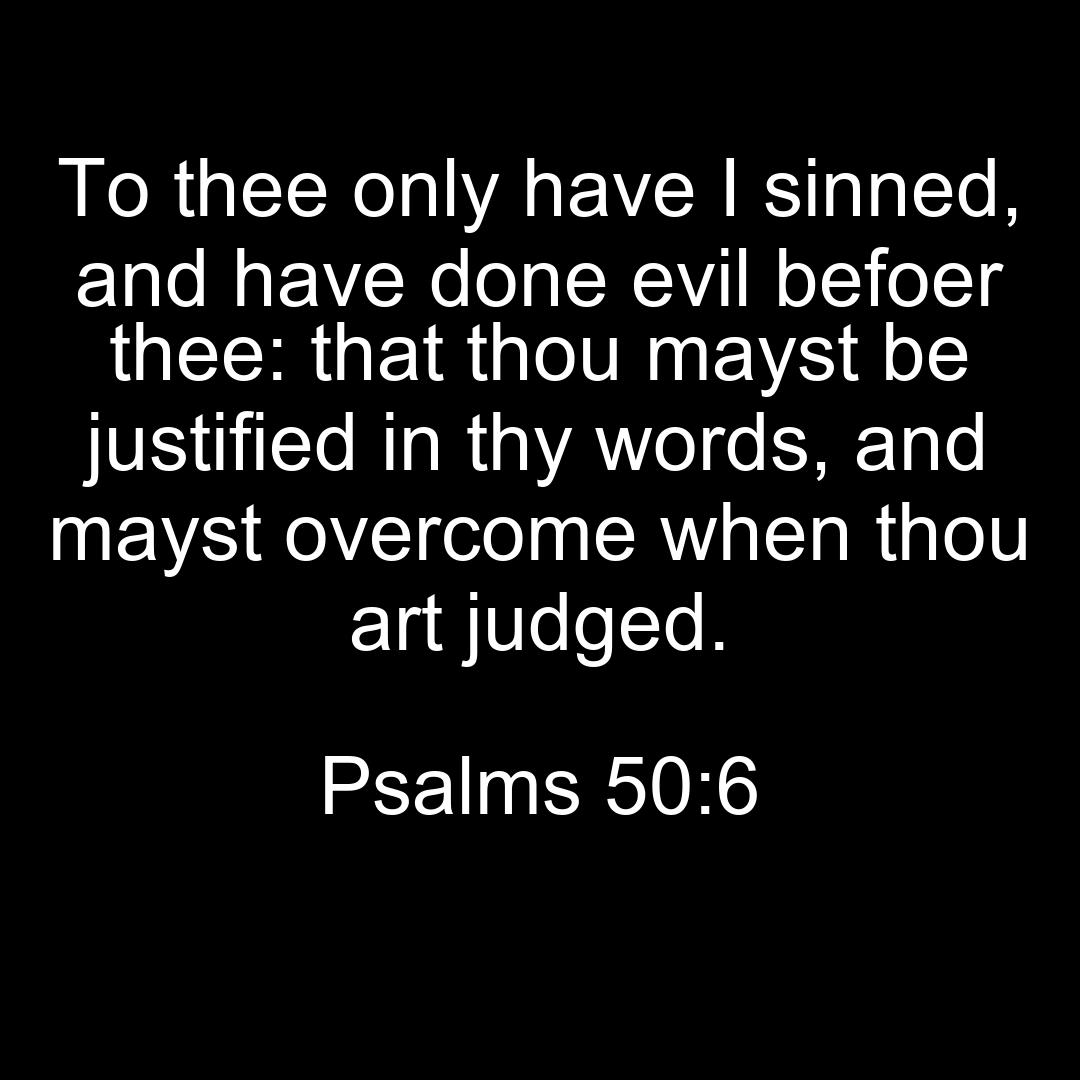 To thee only have I sinned,
and have done evil befoer
thee: that thou mayst be
justified in thy words, and
mayst overcome when thou
art judged.
Psalms 50:6